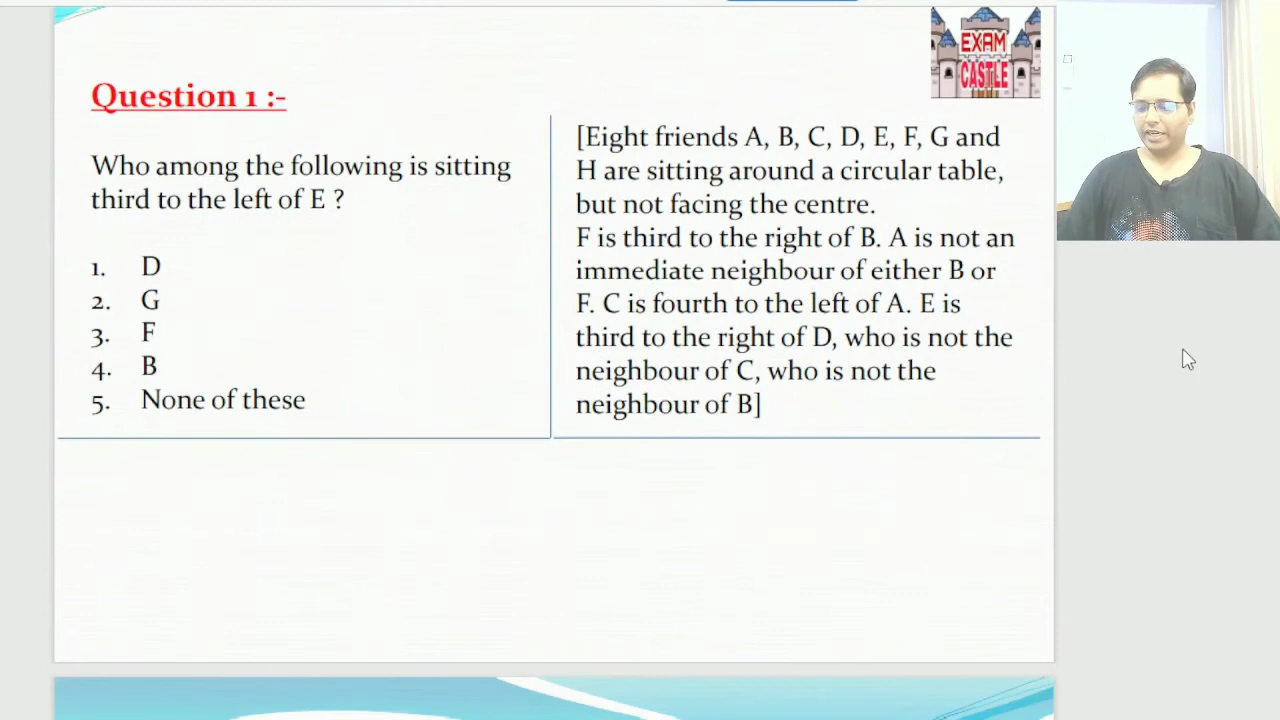 EXAM
CASTLE
Question 1 :-
Who among the following is sitting
third to the left of E ?
1. D
2. G
3. F
4. B
5. None of these
[Eight friends A, B, C, D, E, F, G and
H are sitting around a circular table,
but not facing the centre.
F is third to the right of B. A is not an
immediate neighbour of either B or
F. C is fourth to the left of A. E is
third to the right of D, who is not the
neighbour of C, who is not the
neighbour of B]